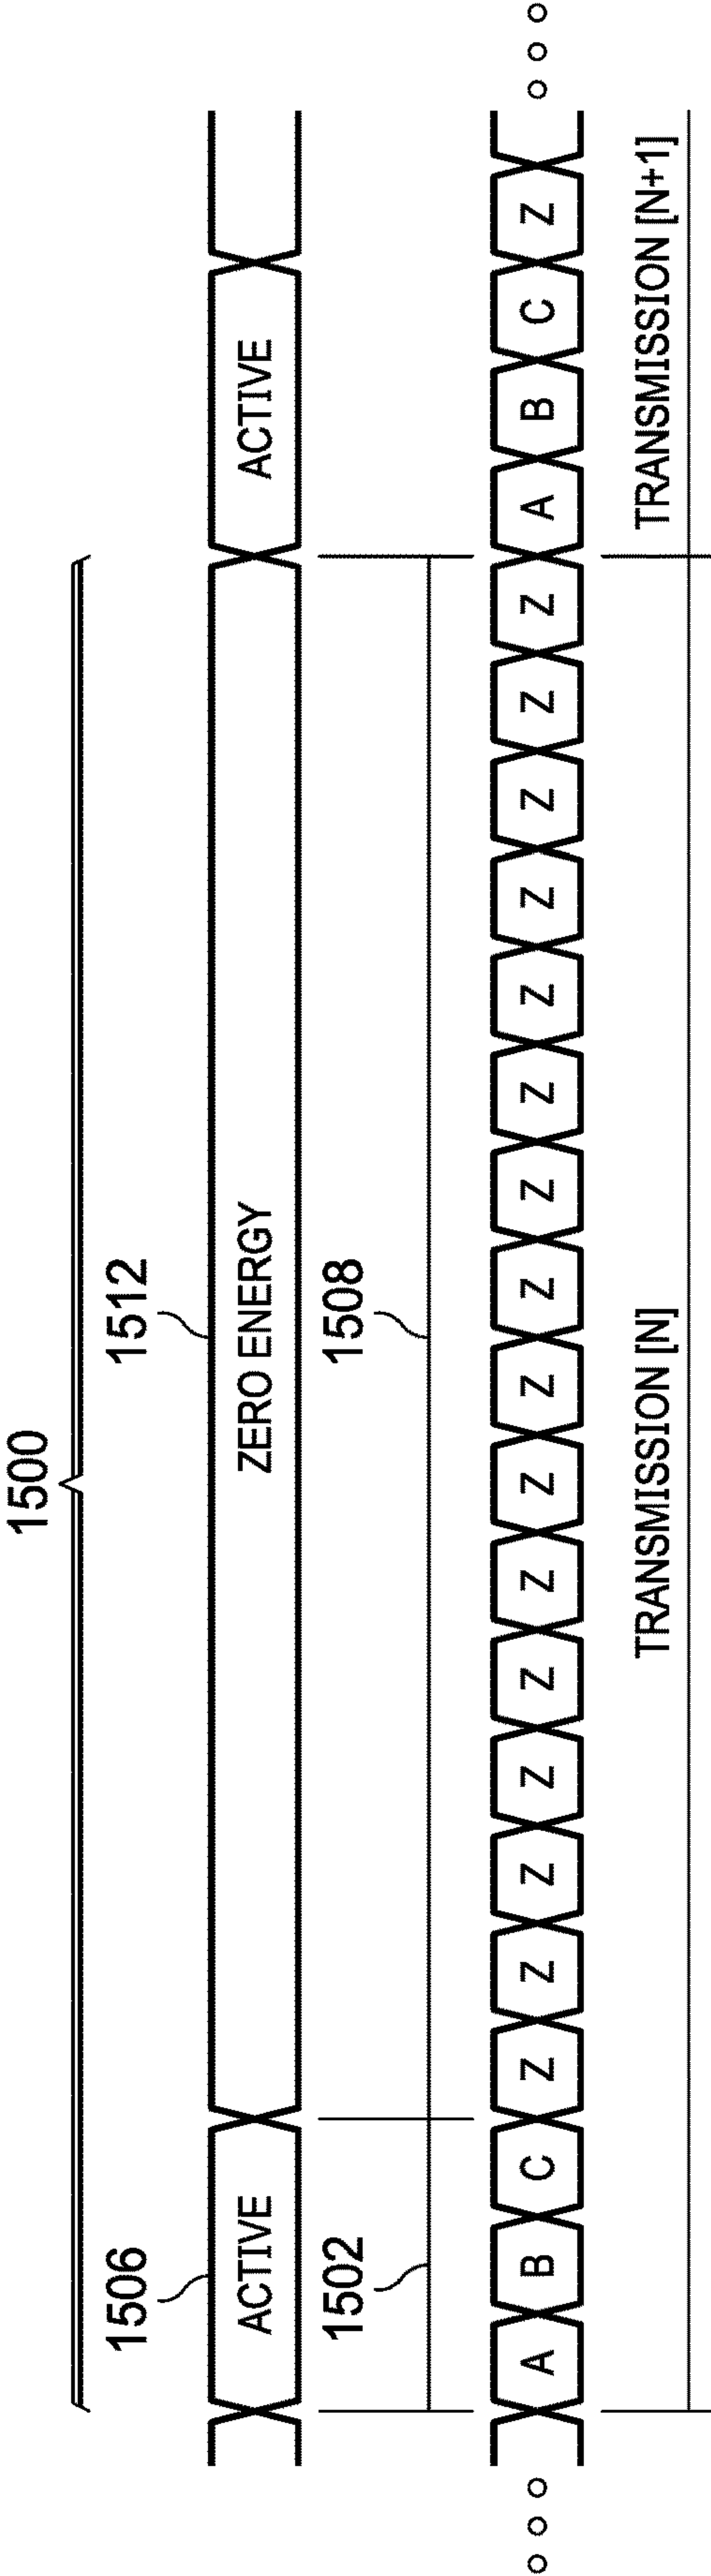 1500
1506 1512
ACTIVE ZERO ENERGY ACTIVE
1502 1508
A B C Z Z Z Z Z Z Z Z Z Z Z Z Z Z Z Z A B C Z
TRANSMISSION [N] TRANSMISSION [N+1]